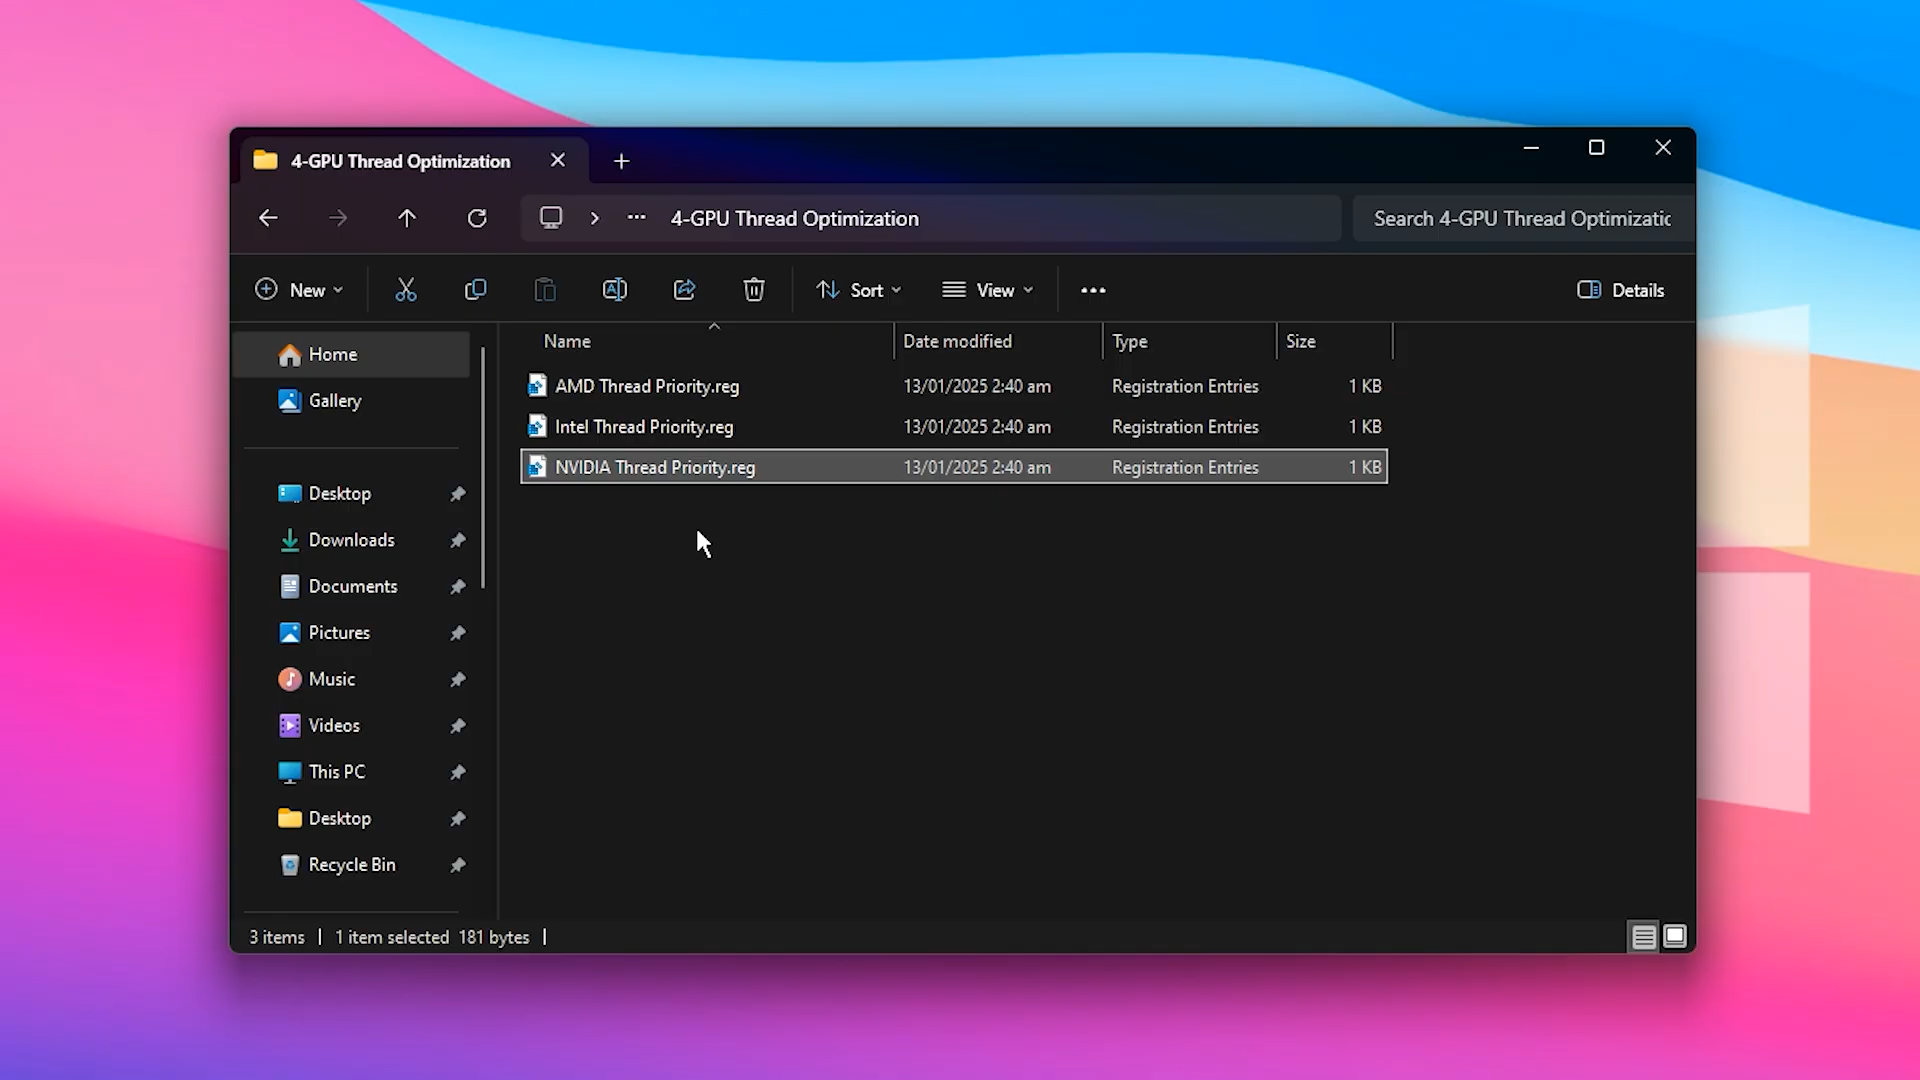 4-GPU Thread Optimization
4-GPU Thread Optimization
Search 4-GPU Thread Optimizatic
New
Sort
View
Details
Name Date modified Type Size
Home
Gallery
Desktop
Downloads
Documents
Pictures
Music
Videos
This PC
Desktop
Recycle Bin
AMD Thread Priority.reg 13/01/2025 2:40 am Registration Entries 1 KB
Intel Thread Priority.reg 13/01/2025 2:40 am Registration Entries 1 KB
NVIDIA Thread Priority.reg 13/01/2025 2:40 am Registration Entries 1 KB
3 items | 1 item selected 181 bytes |